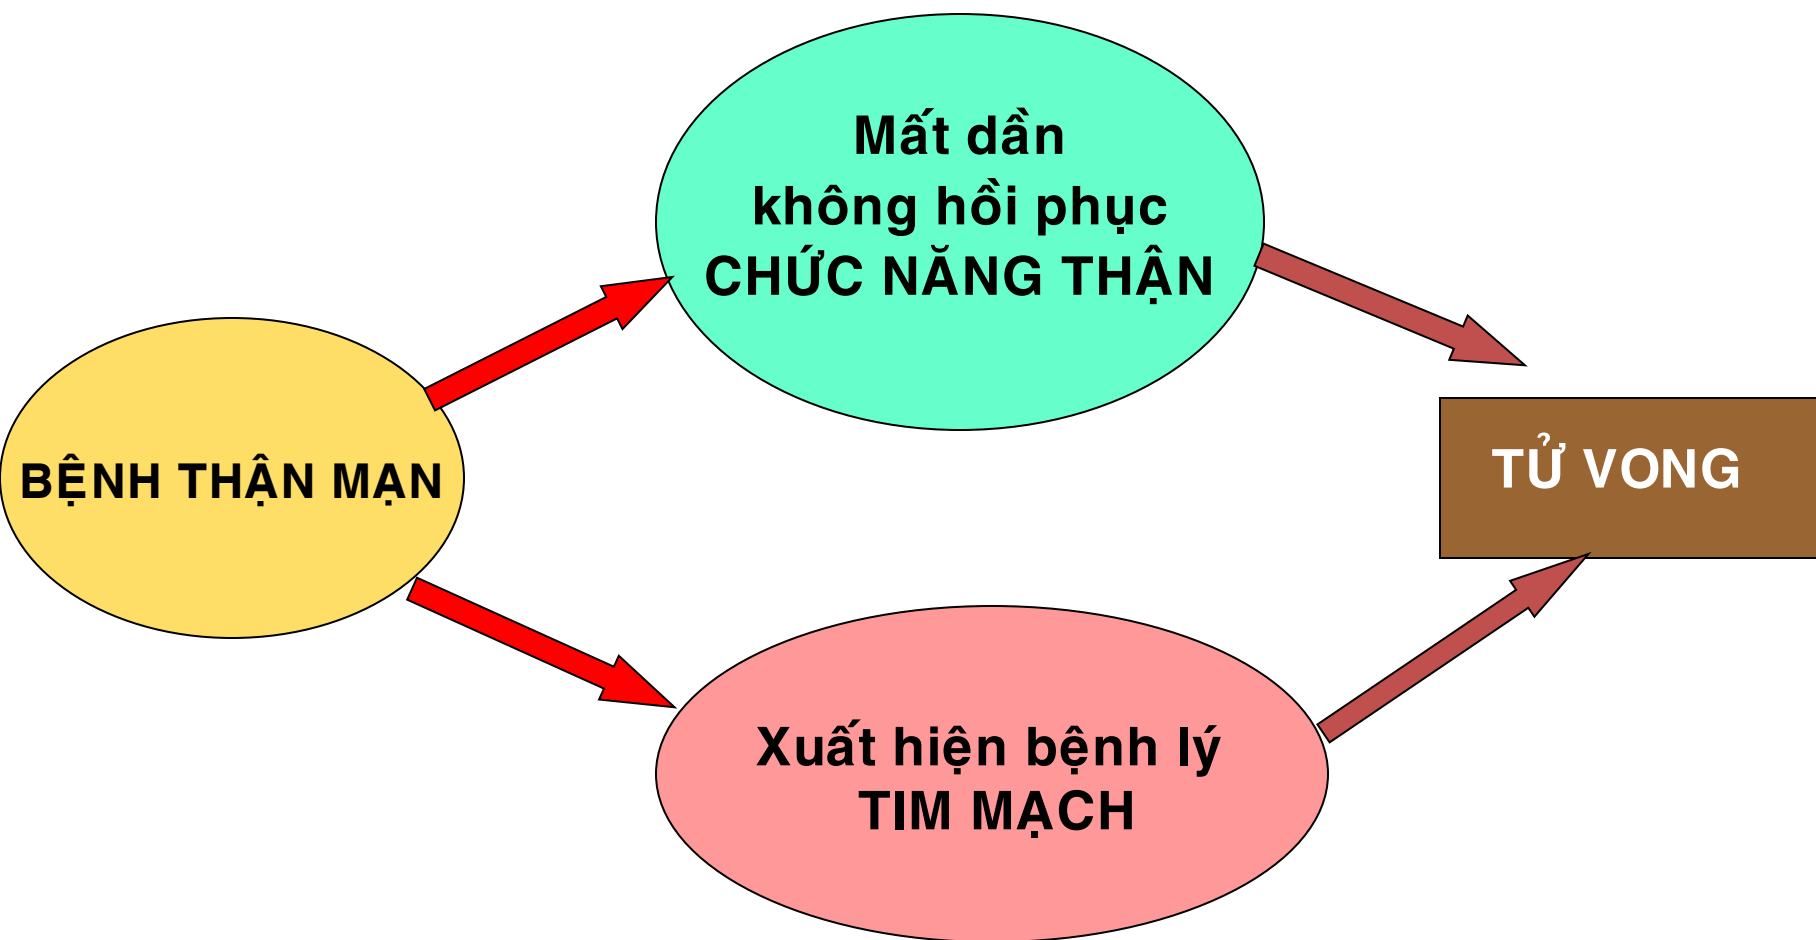 Mất dần
không hồi phục
CHỨC NĂNG THẬN
BỆNH THẬN MẠN
TỬ VONG
Xuất hiện bệnh lý
TIM MẠCH